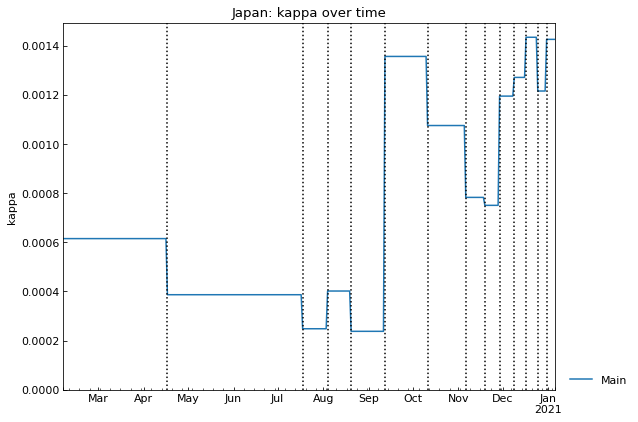 Japan: kappa over time
0.0014
0.0012
0.0010
0.0008
0.0006
0.0004
0.0002
0.0000
kappa
Mar Apr May Jun Jul Aug Sep Oct Nov Dec Jan
2021
Main